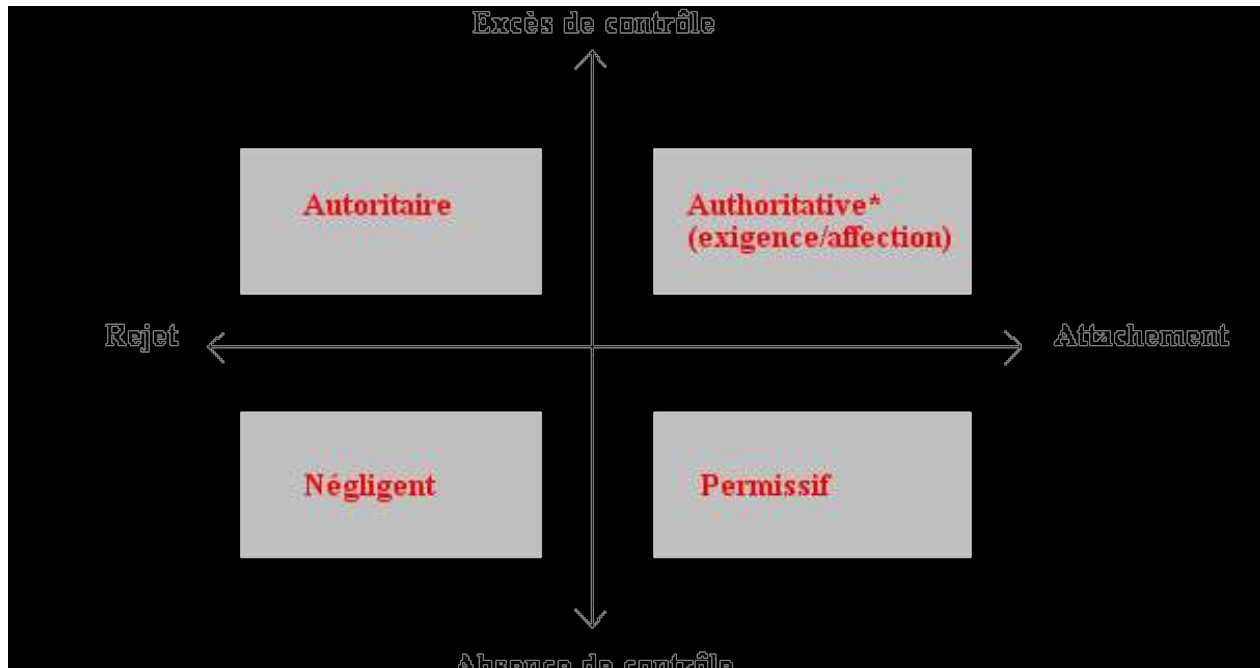 Excès de contrôle
Autoritaire
Authoritative*
(exigence/affection)
Rejet
Attachement
Négligent
Permissif
Absence de contrôle